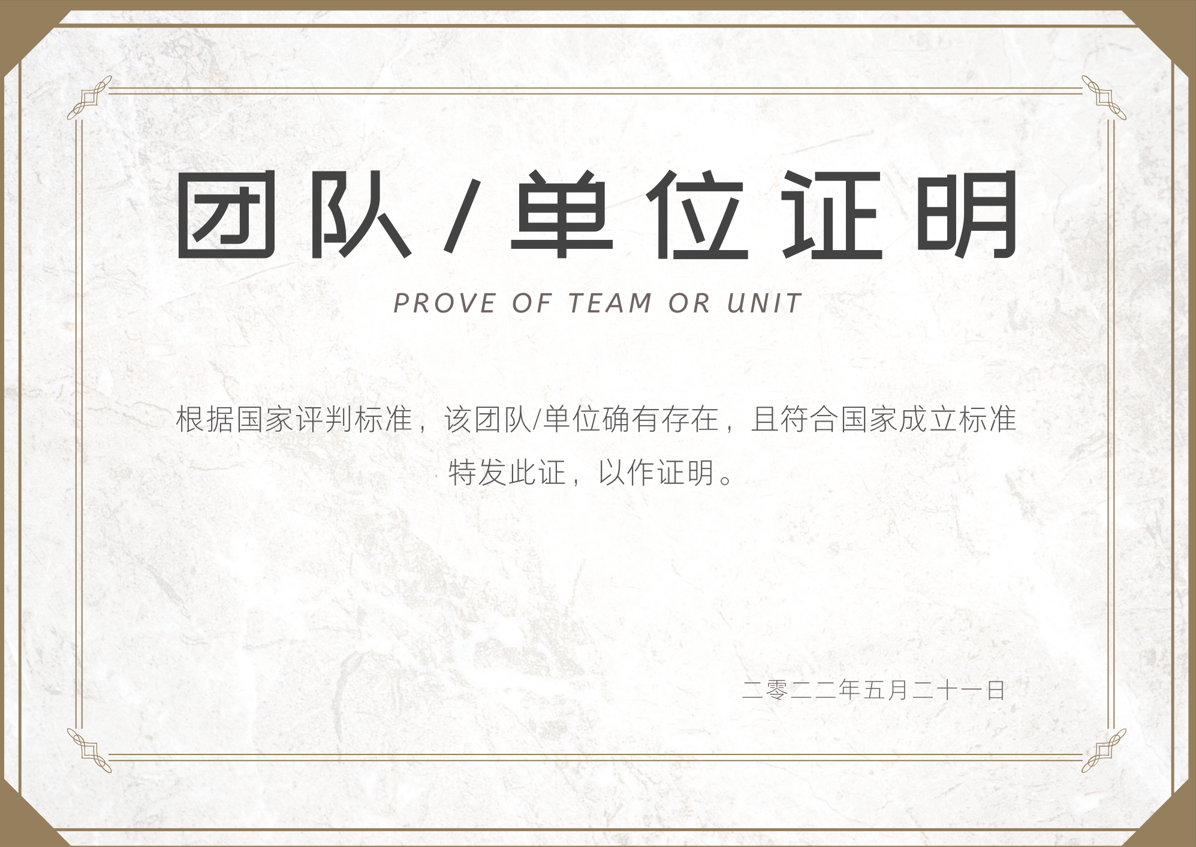 团队/单位证明
PROVE OF TEAM OR UNIT
根据国家评判标准，该团队/单位确有存在，且符合国家成立标准
特发此证，以作证明。
二零二二年五月二十一日